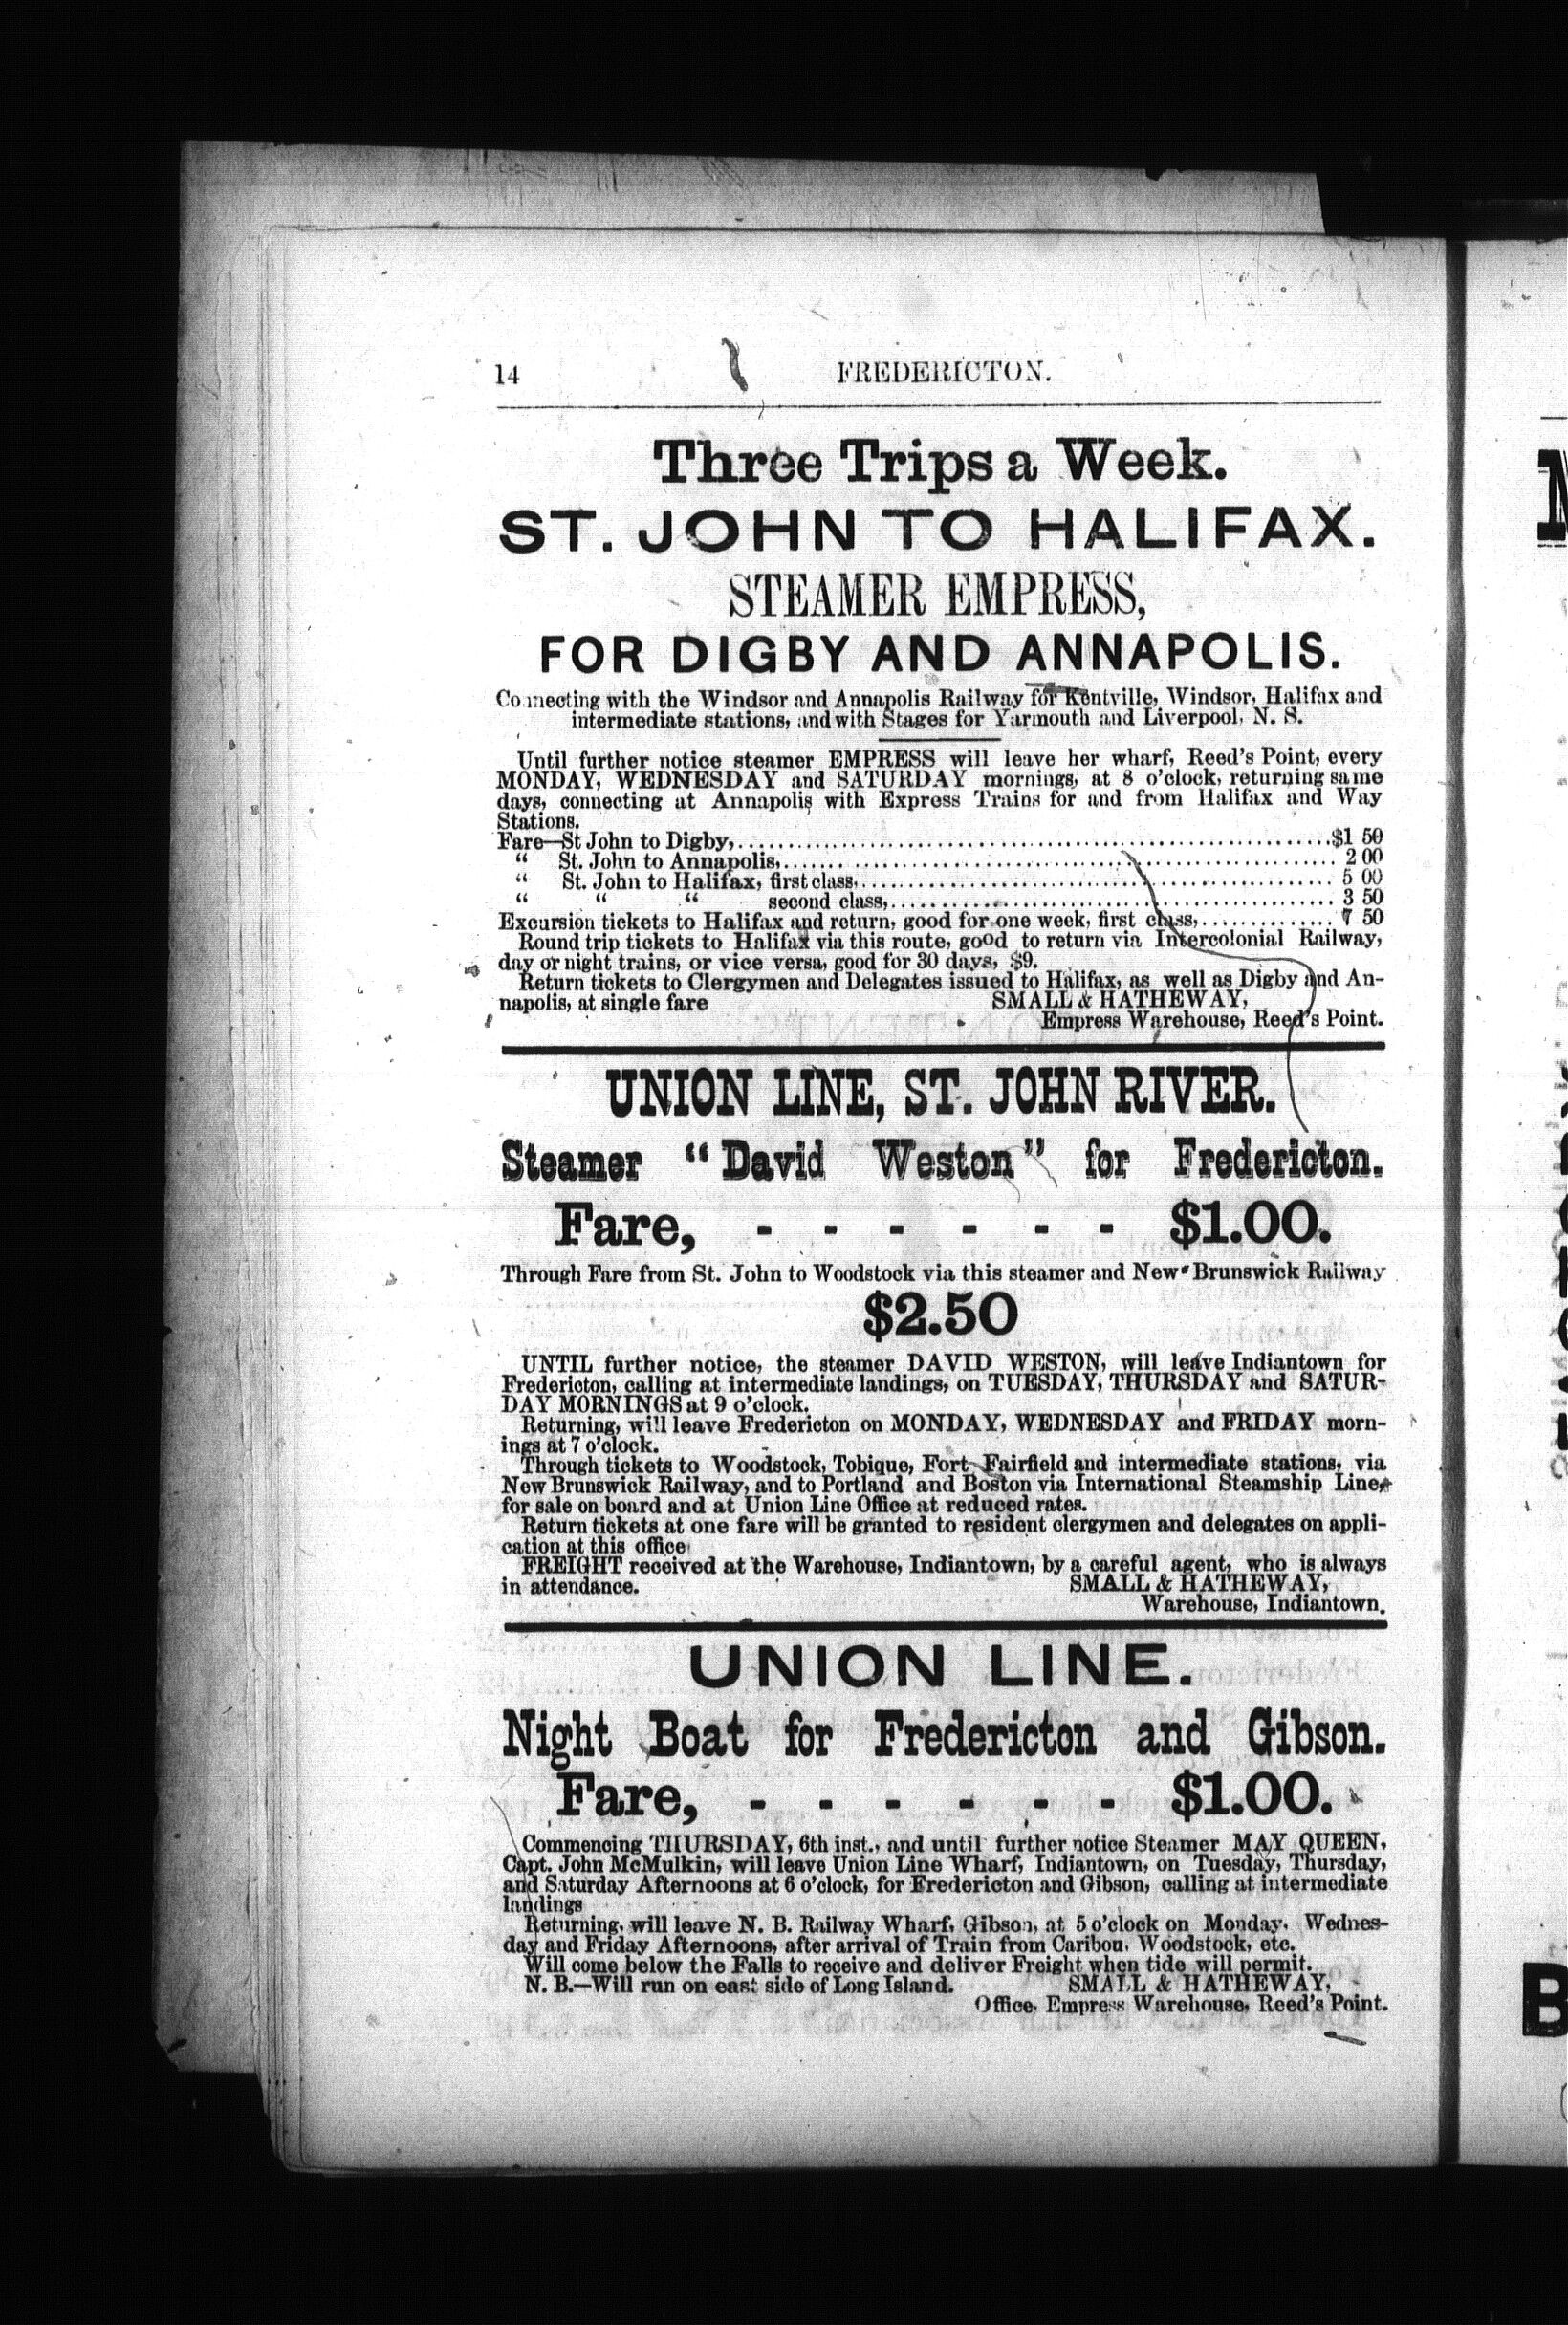 14 FREDERICTON.
Three Trips a Week.
ST. JOHN TO HALIFAX.
STEAMER EMPRESS,
FOR DIGBY AND ANNAPOLIS.
Connecting with the Windsor and Annapolis Railway for Kentville, Windsor, Halifax and
intermediate stations, and with Stages for Yarmouth and Liverpool, N. S.
Until further notice steamer EMPRESS will leave her wharf, Reed's Point, every
MONDAY, WEDNESDAY and SATURDAY mornings, at 8 o'clock, returning same
days, connecting at Annapolis with Express Trains for and from Halifax and Way
Stations.
Fare—St John to Digby,..........$1 50
“ St. John to Annapolis,.......... 2 00
“ St. John to Halifax, first class,.......... 5 00
“ “ “ second class,.......... 3 50
Excursion tickets to Halifax and return, good for one week, first class,.......... 7 50
Round trip tickets to Halifax via this route, good to return via Intercolonial Railway,
day or night trains, or vice versa, good for 30 days, $9.
Return tickets to Clergymen and Delegates issued to Halifax, as well as Digby and An-
napolis, at single fare SMALL & HATHEWAY,
Empress Warehouse, Reed's Point.
UNION LINE, ST. JOHN RIVER.
Steamer “David Weston” for Fredericton.
Fare, - - - - - - $1.00.
Through Fare from St. John to Woodstock via this steamer and New Brunswick Railway
$2.50
UNTIL further notice, the steamer DAVID WESTON, will leave Indiantown for
Fredericton, calling at intermediate landings, on TUESDAY, THURSDAY and SATUR-
DAY MORNINGS at 9 o'clock.
Returning, will leave Fredericton on MONDAY, WEDNESDAY and FRIDAY morn-
ings at 7 o'clock.
Through tickets to Woodstock, Tobique, Fort Fairfield and intermediate stations, via
New Brunswick Railway, and to Portland and Boston via International Steamship Line,
for sale on board and at Union Line Office at reduced rates.
Return tickets at one fare will be granted to resident clergymen and delegates on appli-
cation at this office
FREIGHT received at the Warehouse, Indiantown, by a careful agent, who is always
in attendance. SMALL & HATHEWAY,
Warehouse, Indiantown.
UNION LINE.
Night Boat for Fredericton and Gibson.
Fare, - - - - - - $1.00.
Commencing THURSDAY, 6th inst., and until further notice Steamer MAY QUEEN,
Capt. John McMulkin, will leave Union Line Wharf, Indiantown, on Tuesday, Thursday,
and Saturday Afternoons at 6 o'clock, for Fredericton and Gibson, calling at intermediate
landings
Returning, will leave N. B. Railway Wharf, Gibson, at 5 o'clock on Monday, Wednes-
day and Friday Afternoons, after arrival of Train from Caribou, Woodstock, etc.
Will come below the Falls to receive and deliver Freight when tide will permit.
N. B.—Will run on east side of Long Island. SMALL & HATHEWAY,
Office, Empress Warehouse, Reed's Point.